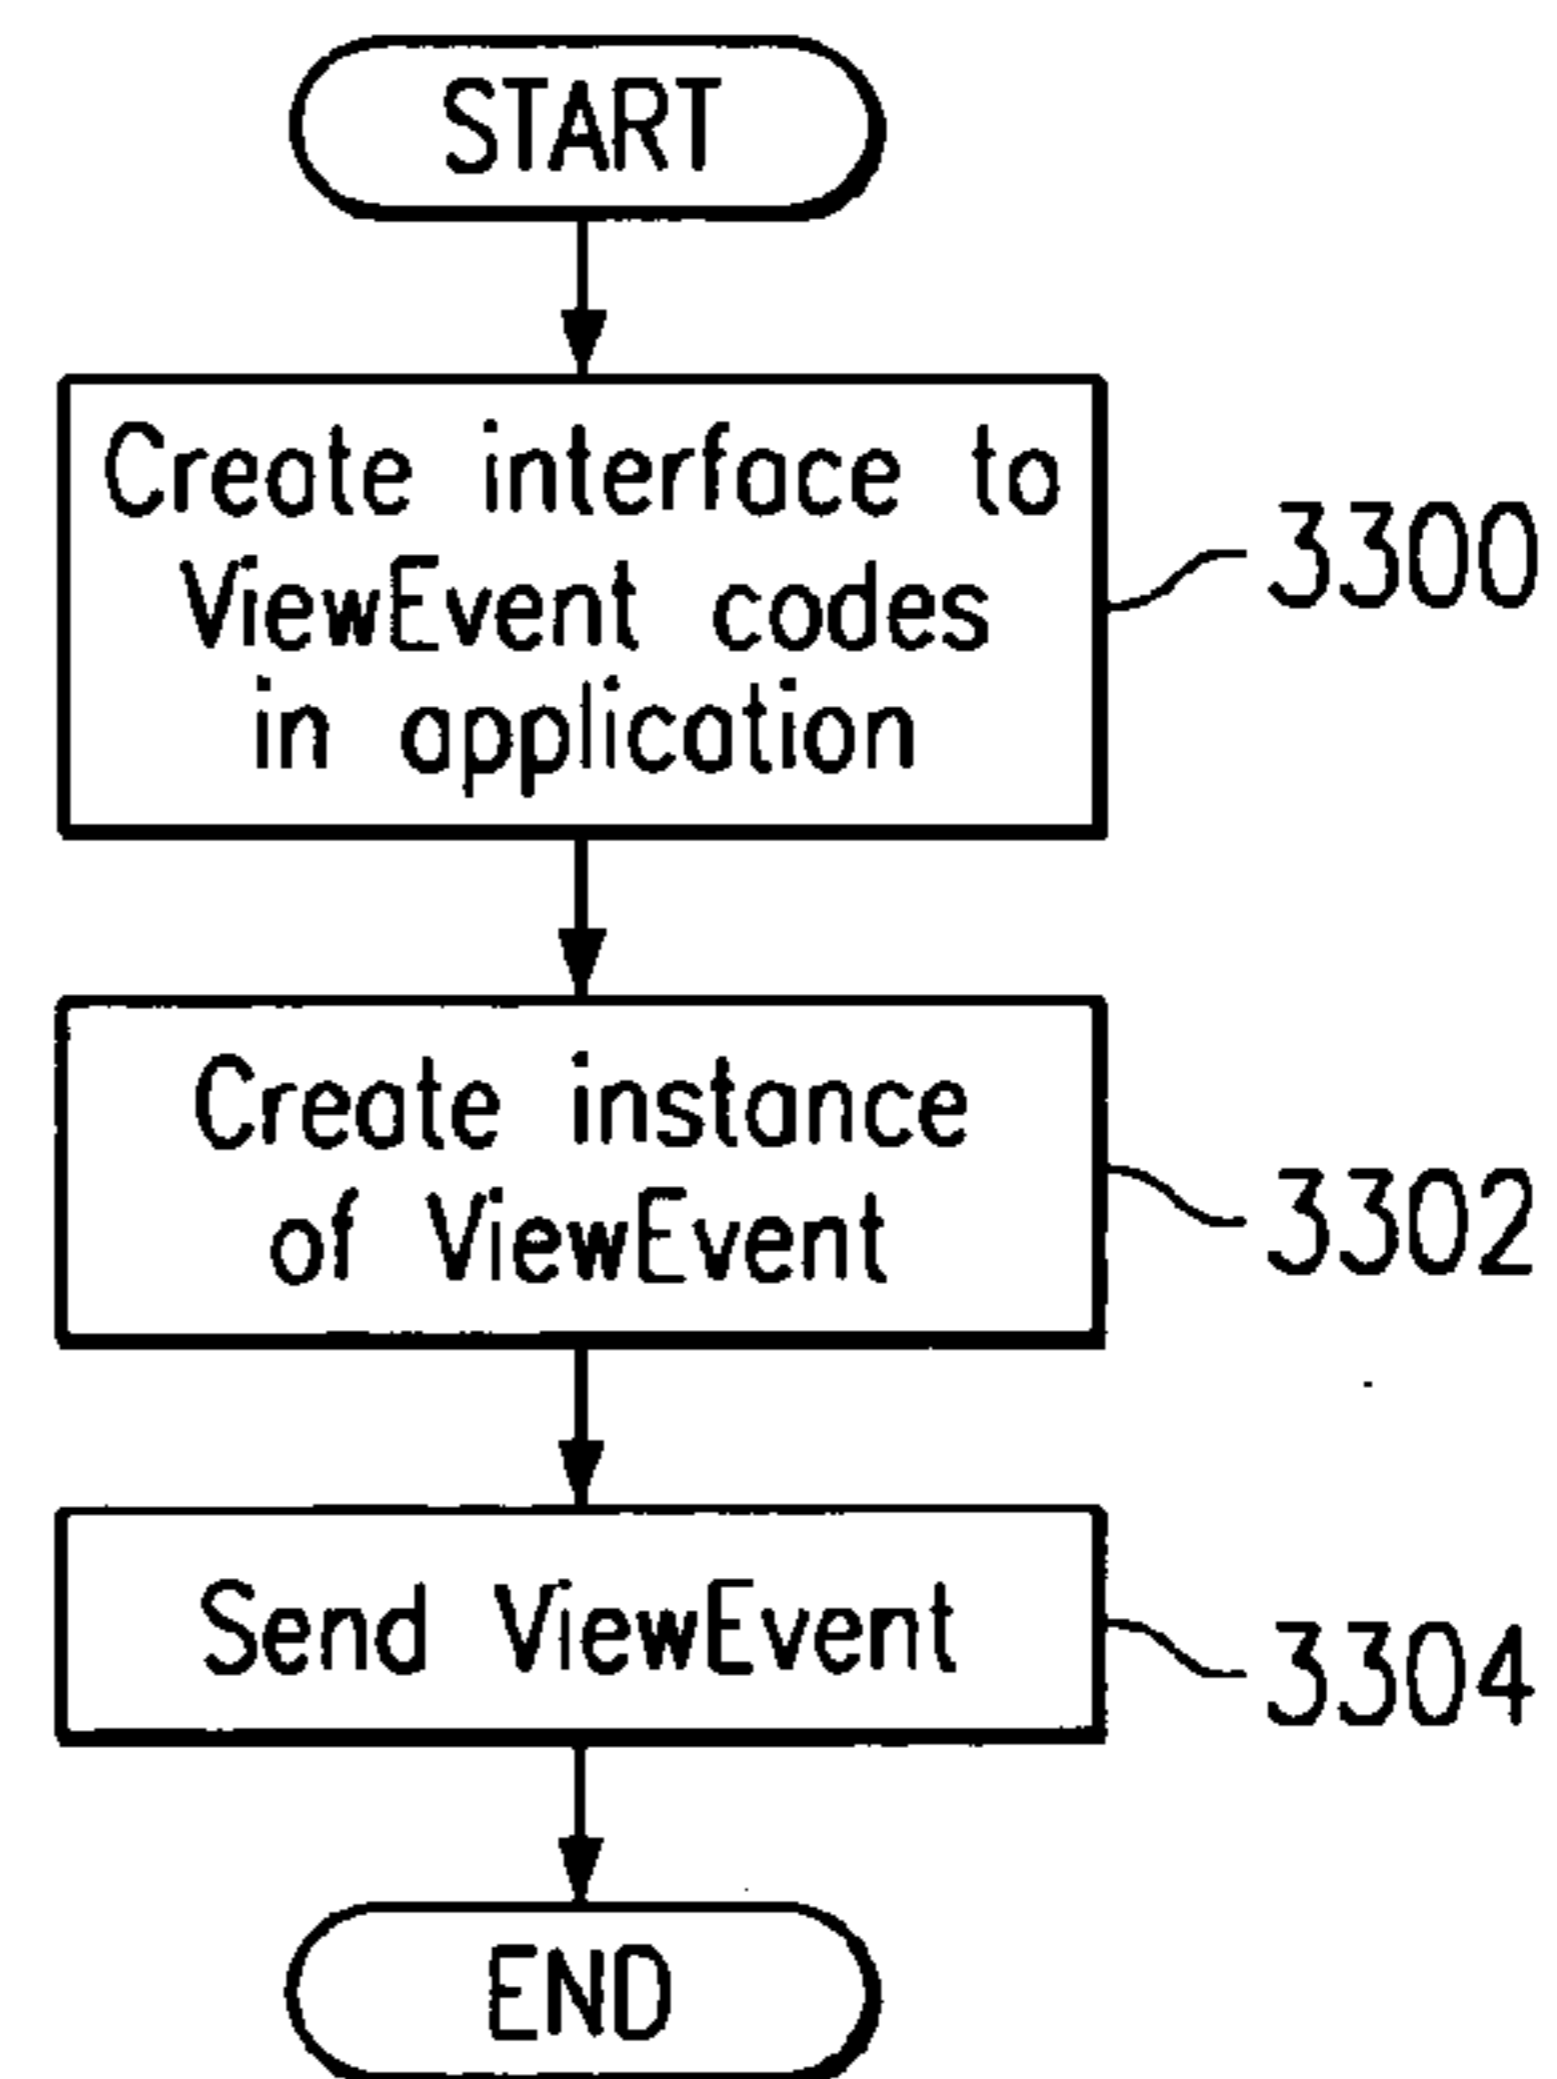 START
Create interface to
ViewEvent codes
in application
3300
Create instance
of ViewEvent
3302
Send ViewEvent
3304
END